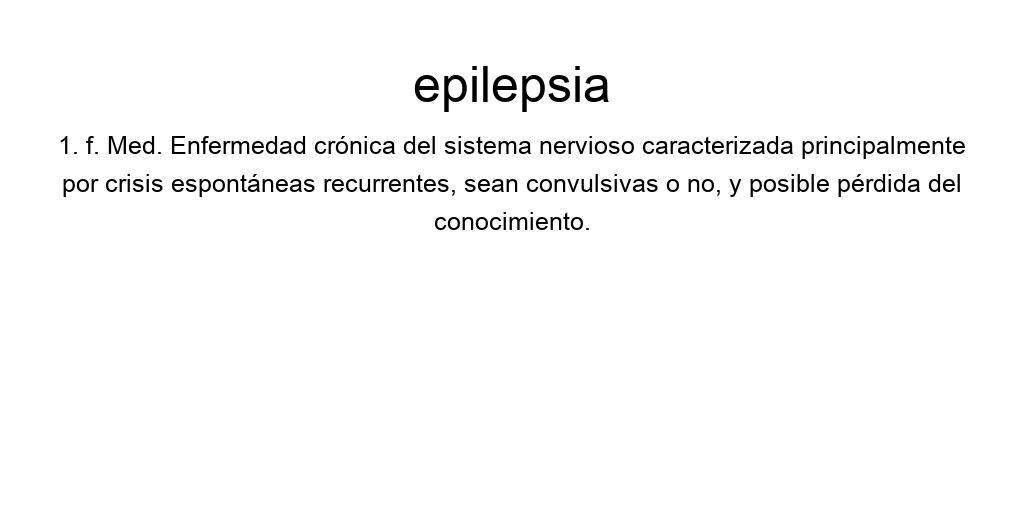 epilepsia
1. f. Med. Enfermedad crónica del sistema nervioso caracterizada principalmente
por crisis espontáneas recurrentes, sean convulsivas o no, y posible pérdida del
conocimiento.